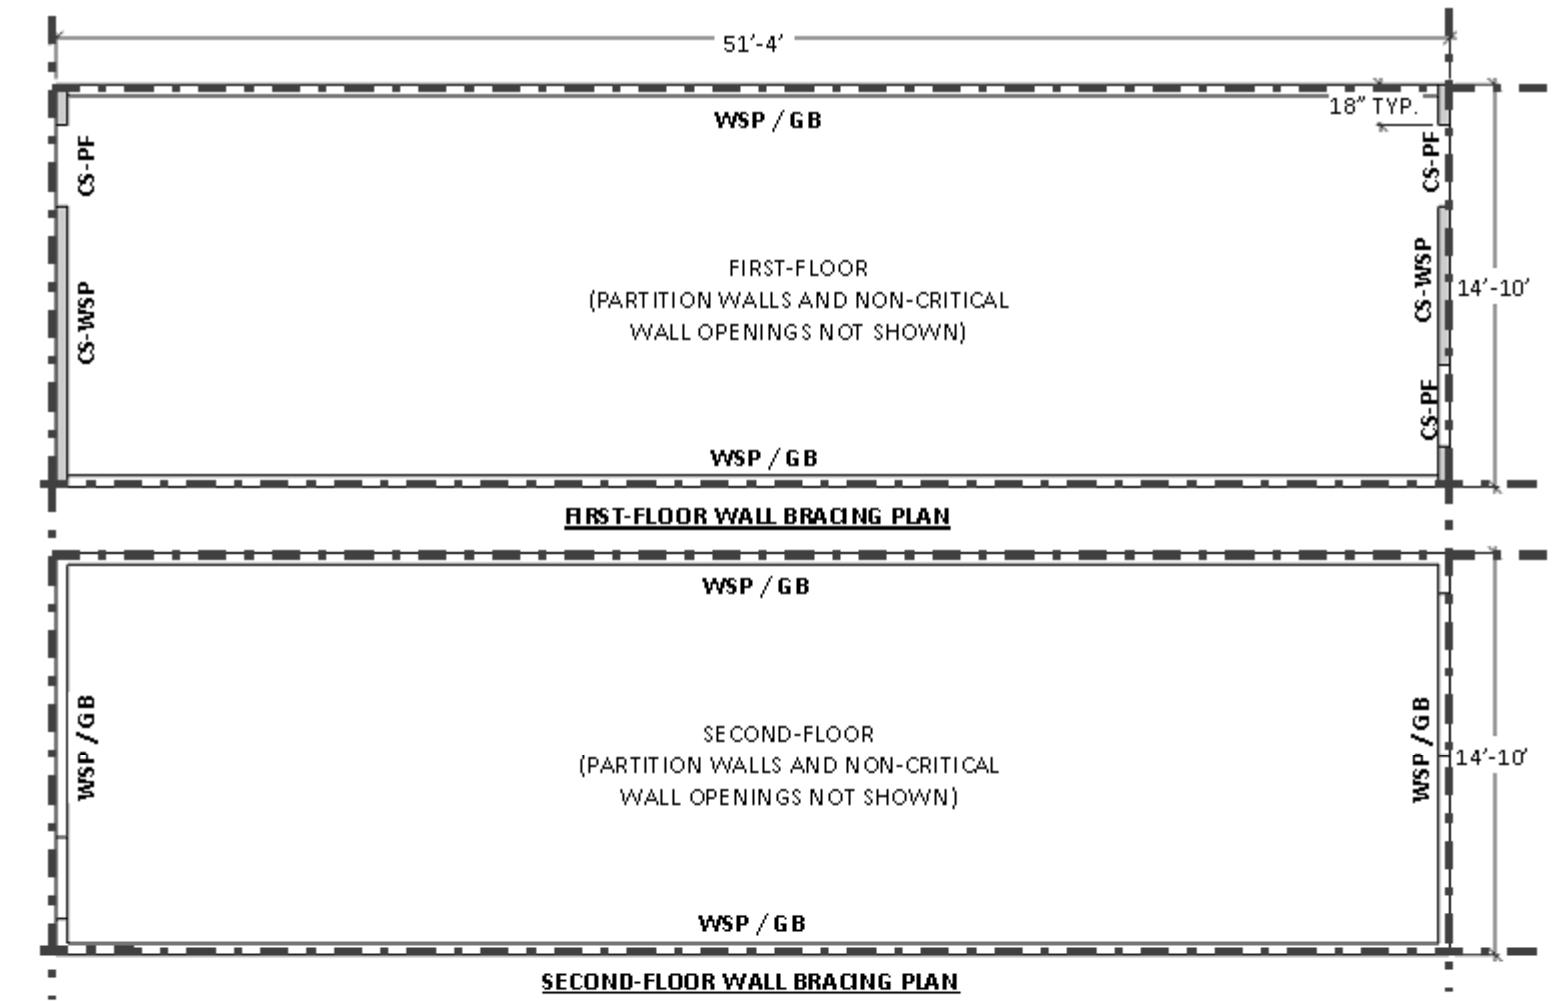 51'-4'
18" TYP.
WSP / GB
CS-PF
CS-PF
FIRST-FLOOR
(PARTITION WALLS AND NON-CRITICAL
WALL OPENINGS NOT SHOWN)
CS-WSP
CS-WSP
14'-10'
CS-PF
WSP / GB
FIRST-FLOOR WALL BRACING PLAN
WSP / GB
WSP / GB
SECOND-FLOOR
(PARTITION WALLS AND NON-CRITICAL
WALL OPENINGS NOT SHOWN)
WSP / GB
14'-10'
WSP / GB
SECOND-FLOOR WALL BRACING PLAN